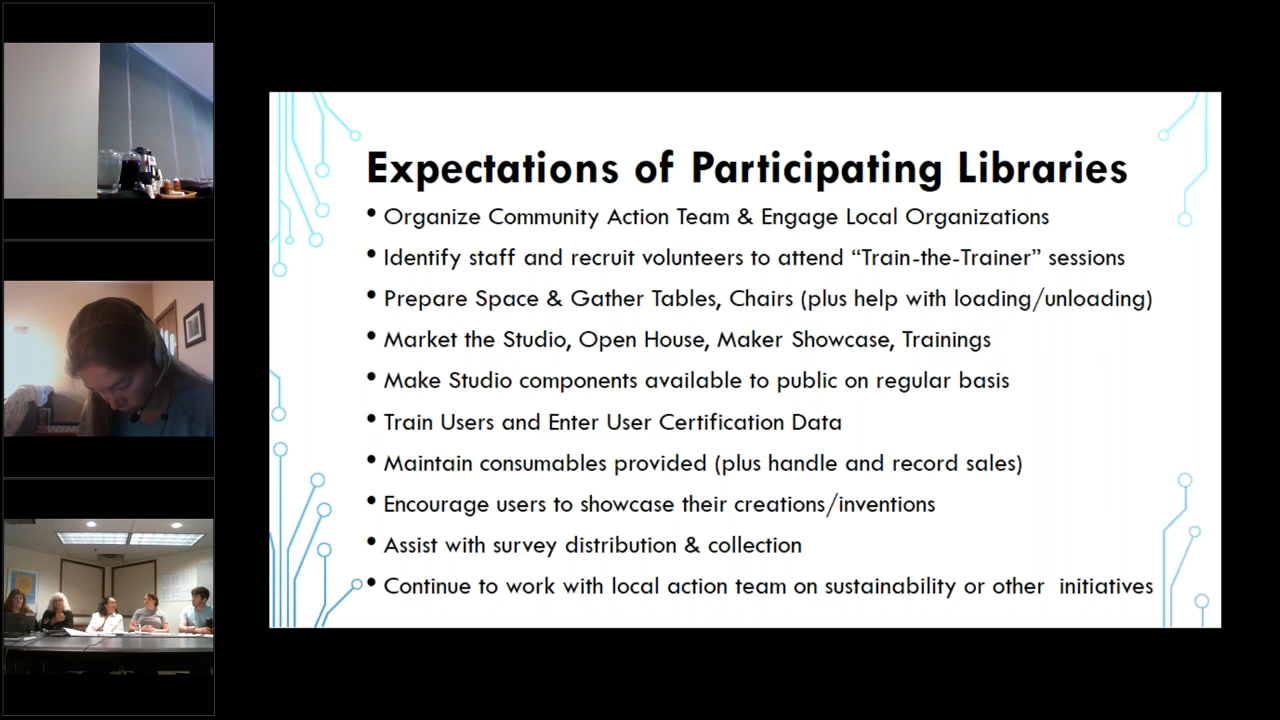 Expectations of Participating Libraries
• Organize Community Action Team & Engage Local Organizations
• Identify staff and recruit volunteers to attend “Train-the-Trainer” sessions
• Prepare Space & Gather Tables, Chairs (plus help with loading/unloading)
• Market the Studio, Open House, Maker Showcase, Trainings
• Make Studio components available to public on regular basis
• Train Users and Enter User Certification Data
• Maintain consumables provided (plus handle and record sales)
• Encourage users to showcase their creations/inventions
• Assist with survey distribution & collection
• Continue to work with local action team on sustainability or other  initiatives